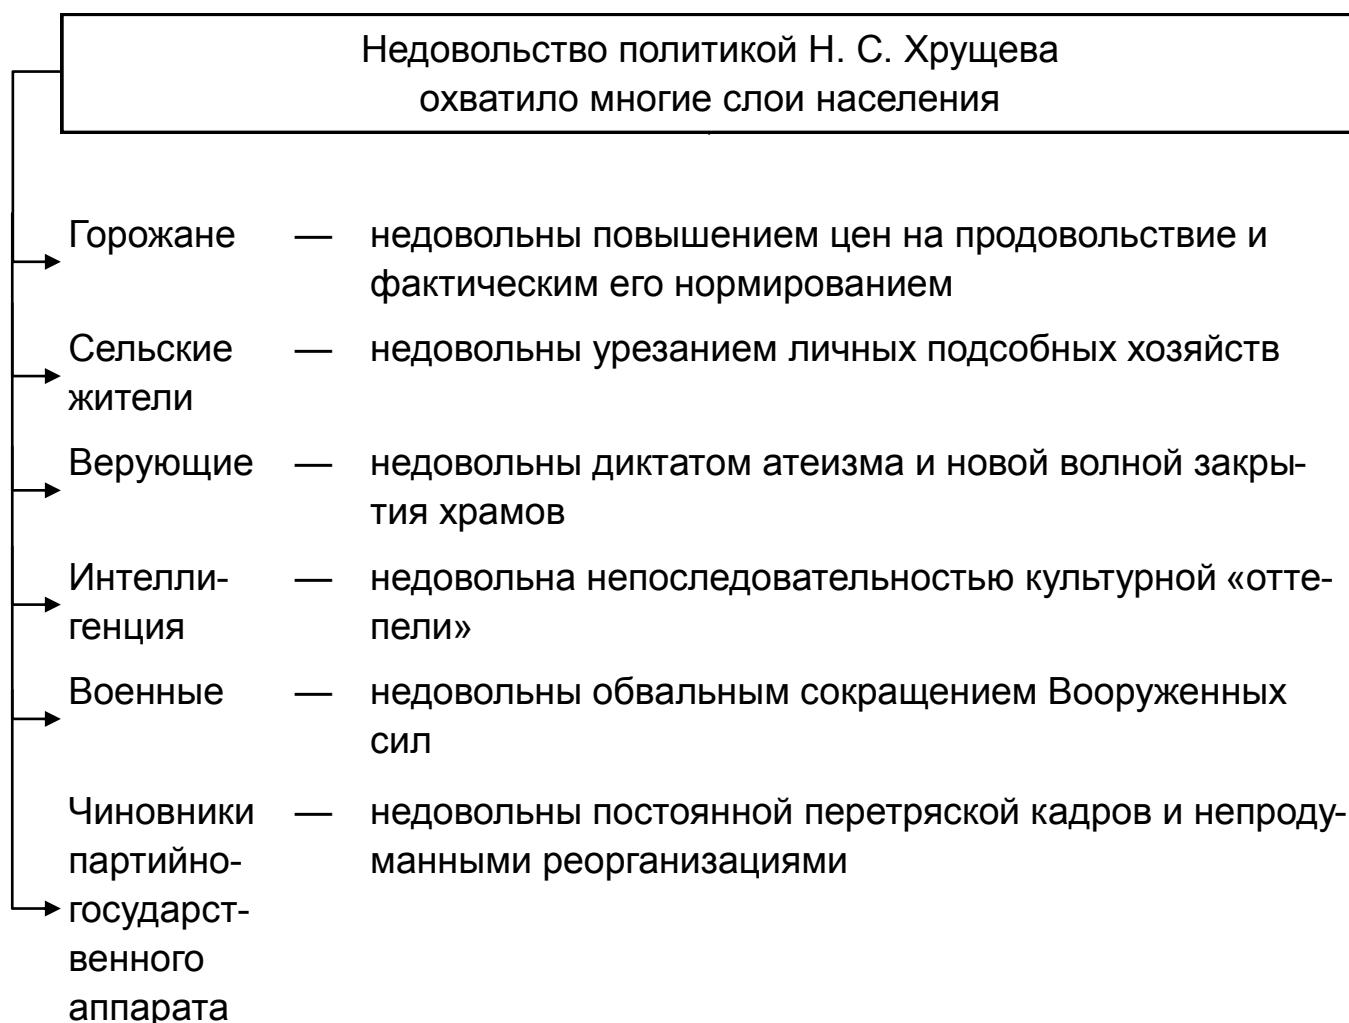 Недовольство политикой Н. С. Хрущева
охватило многие слои населения
Горожане — недовольны повышением цен на продовольствие и
фактическим его нормированием
Сельские — недовольны урезанием личных подсобных хозяйств
жители
Верующие — недовольны диктатом атеизма и новой волной закры-
тия храмов
Интелли- — недовольна непоследовательностью культурной «отте-
генция пели»
Военные — недовольны обвальным сокращением Вооруженных
сил
Чиновники — недовольны постоянной перетряской кадров и непроду-
партийно- манными реорганизациями
государст-
венного
аппарата